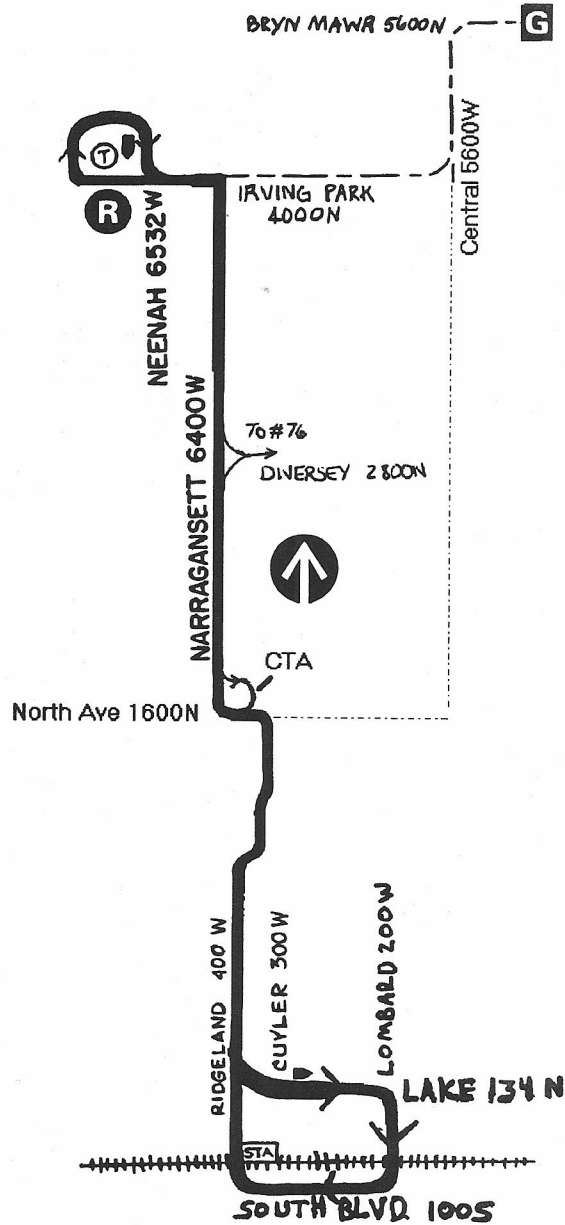 BRYN MAWR 5600N
G
Central 5600W
T
R
IRVING PARK
4000N
NEENAH 6532W
NARRAGANSETT 6400W
TO #76
DIVERSEY 2800N
CTA
North Ave 1600N
RIDGELAND 400 W
CUYLER 300W
LOMBARD 200W
LAKE 134 N
STA
SOUTH BLVD 100S